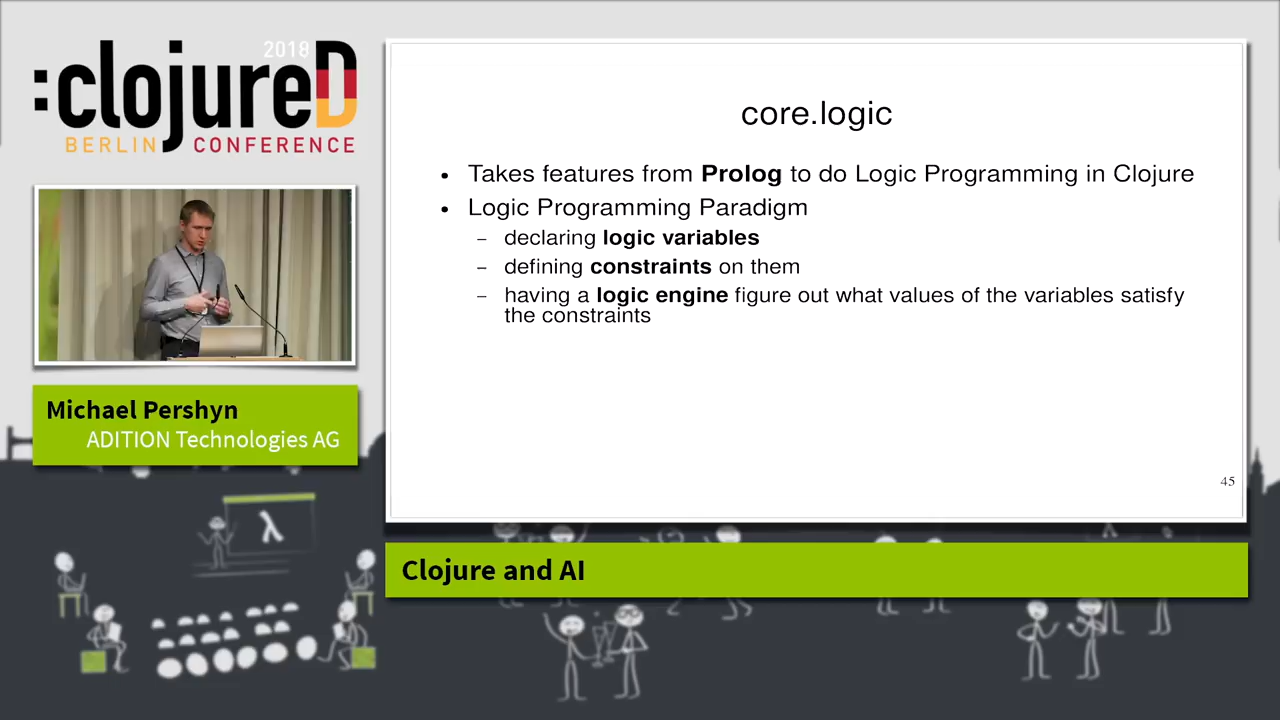 2018
:clojureD
BERLIN CONFERENCE
Michael Pershyn
ADITION Technologies AG
core.logic
• Takes features from Prolog to do Logic Programming in Clojure
• Logic Programming Paradigm
– declaring logic variables
– defining constraints on them
– having a logic engine figure out what values of the variables satisfy
the constraints
45
Clojure and AI
λ